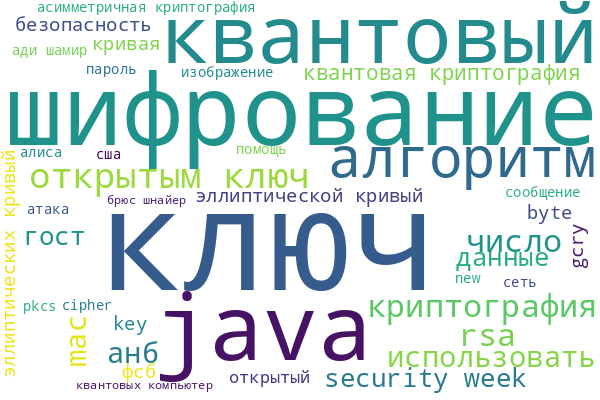 асимметричная криптография
безопасность
квантовый
ади шамир
кривая
пароль
изображение
квантовая криптография
шифрование
алиса
сша
помощь
алгоритм
открытым ключ
эллиптической кривый
сообщение
эллиптических кривый
атака
брюс шнайер
byte
гост
ключ
число
gcry
данные
new
сеть
pkcs
cipher
java
криптография
mac
key
анб
rsa
использовать
фсб
открытый
security week
квантовых компьютер